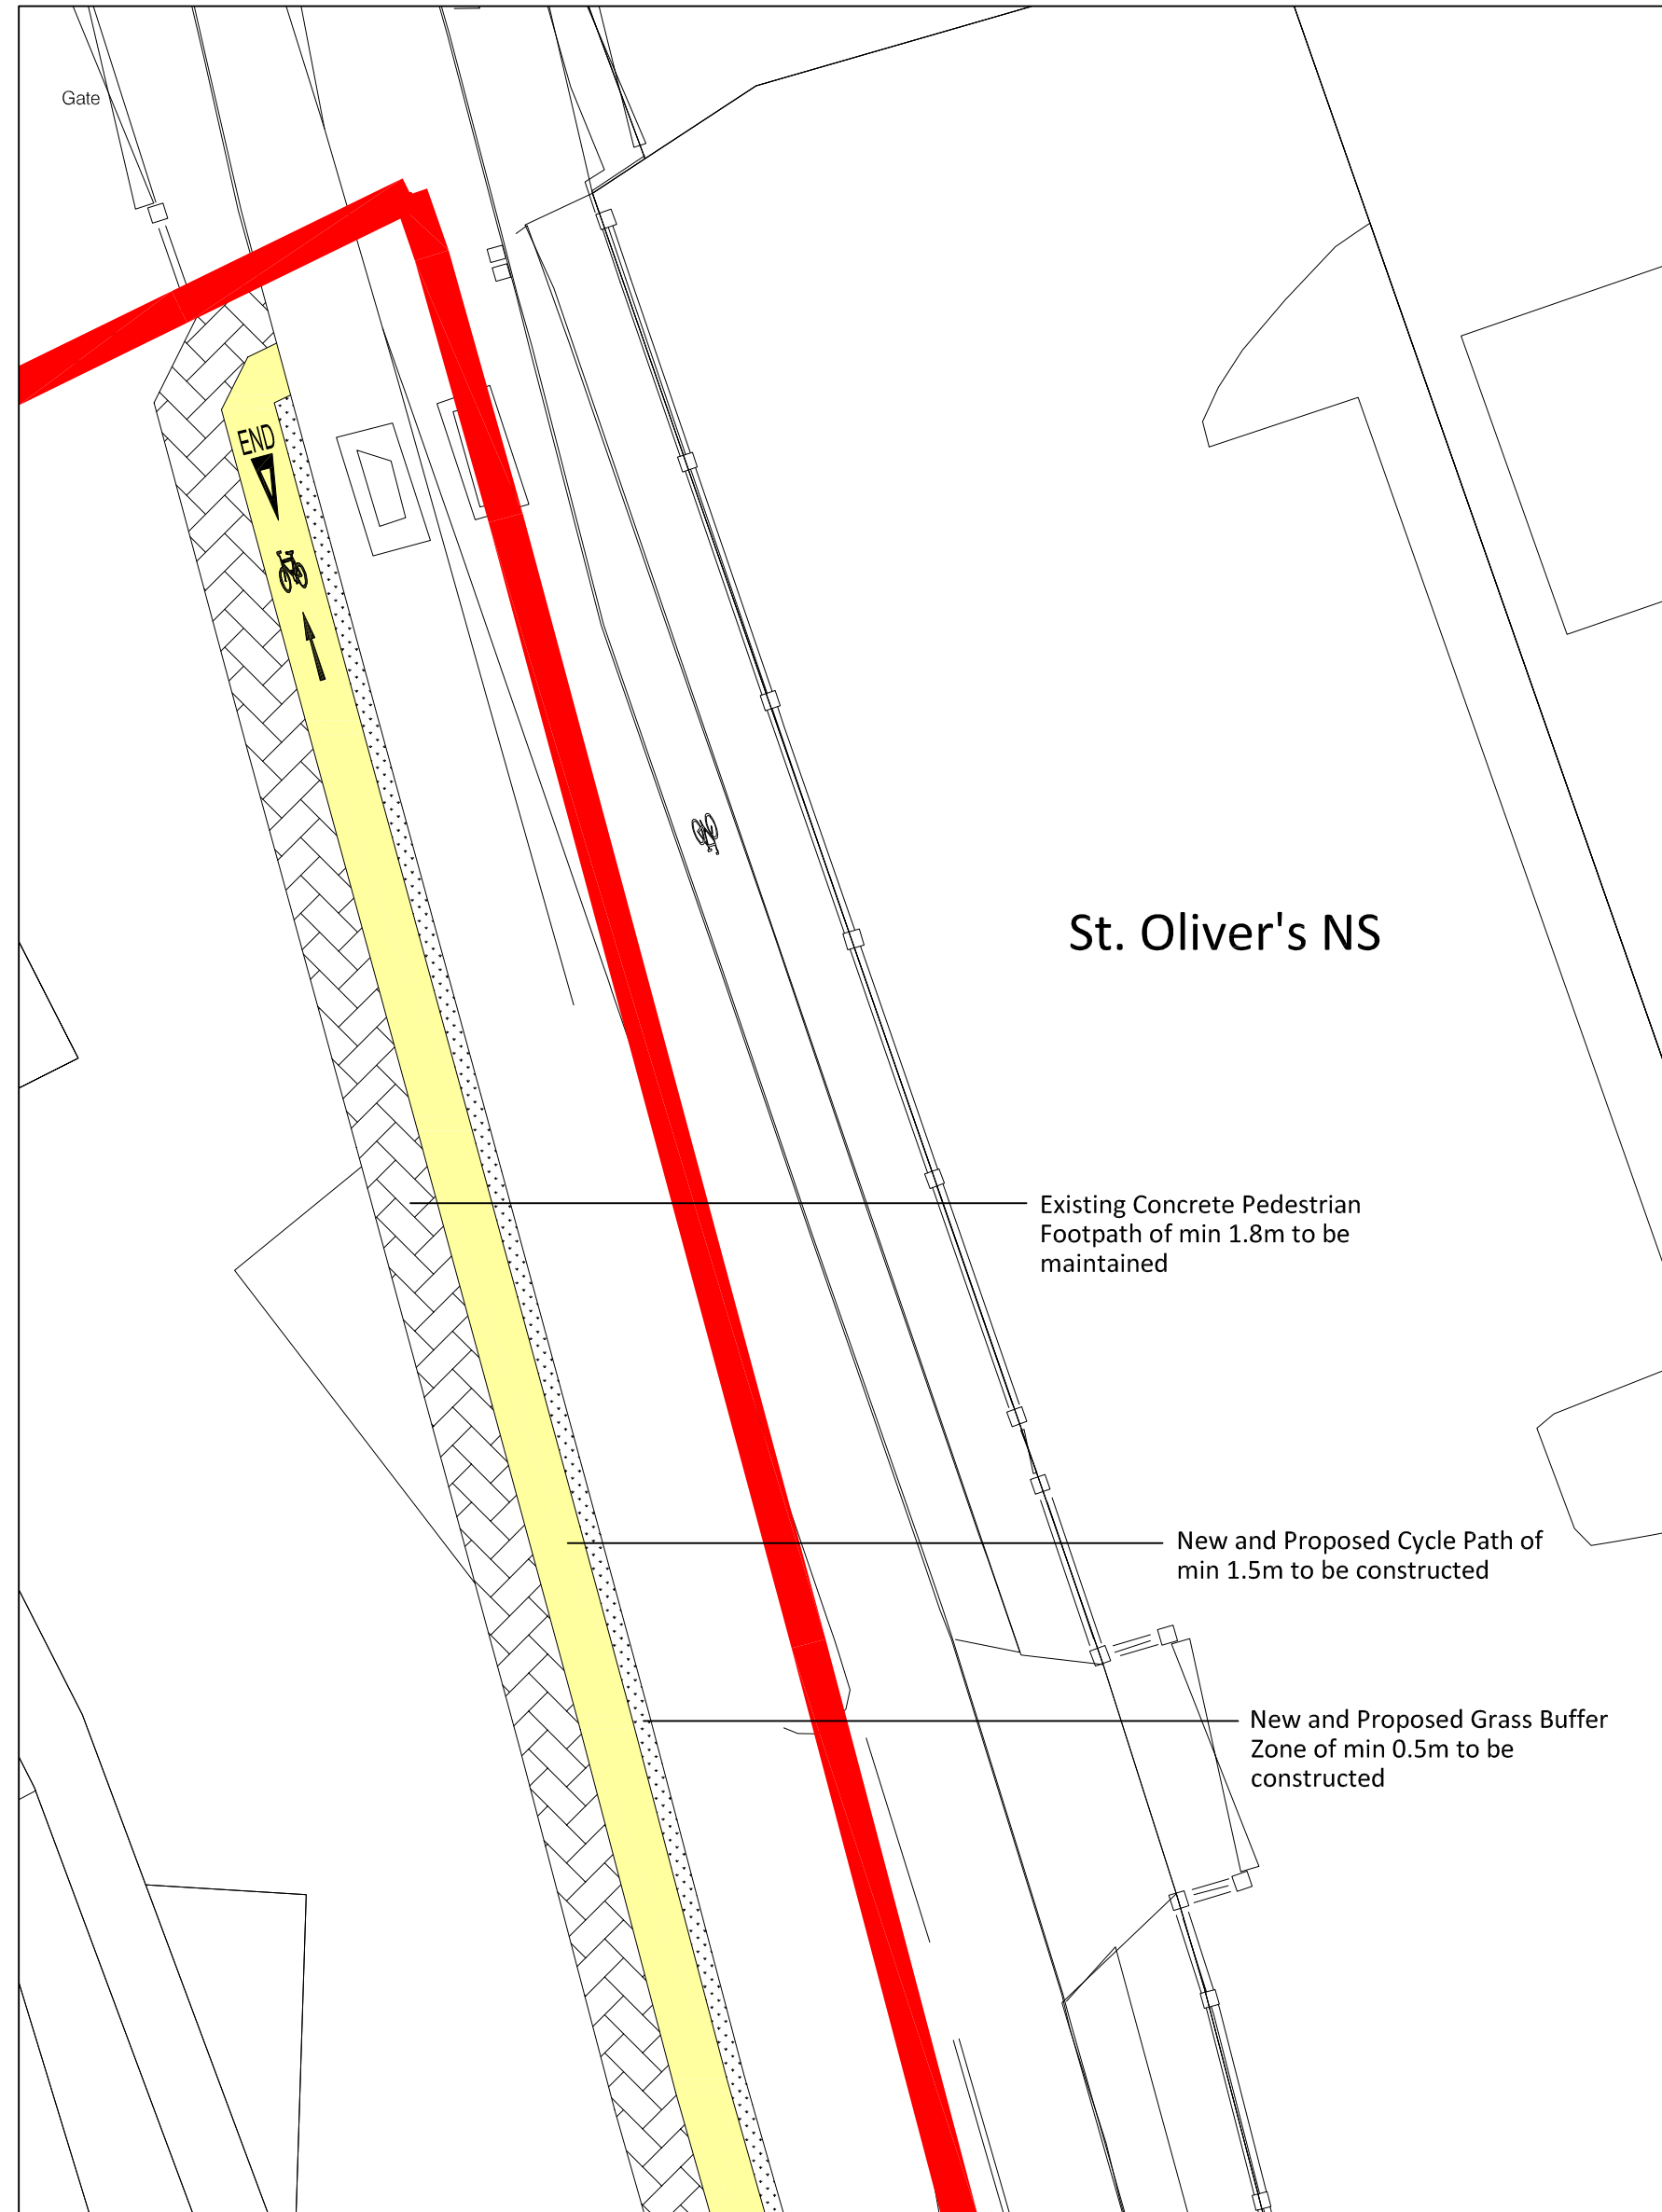 Gate
END
St. Oliver's NS
Existing Concrete Pedestrian
Footpath of min 1.8m to be
maintained
New and Proposed Cycle Path of
min 1.5m to be constructed
New and Proposed Grass Buffer
Zone of min 0.5m to be
constructed